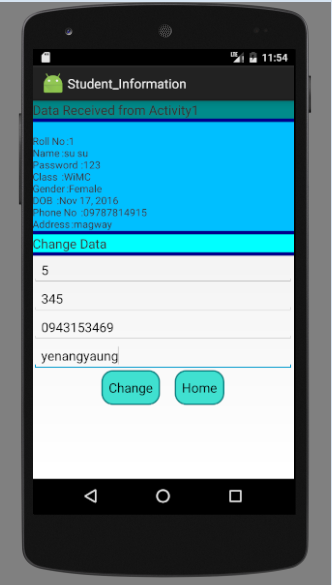 11:54
Student_Information
Data Received from Activity1
Roll No :1
Name :su su
Password :123
Class :WiMC
Gender :Female
DOB :Nov 17, 2016
Phone No :09787814915
Address :magway
Change Data
5
345
0943153469
yenangyaung
Change Home